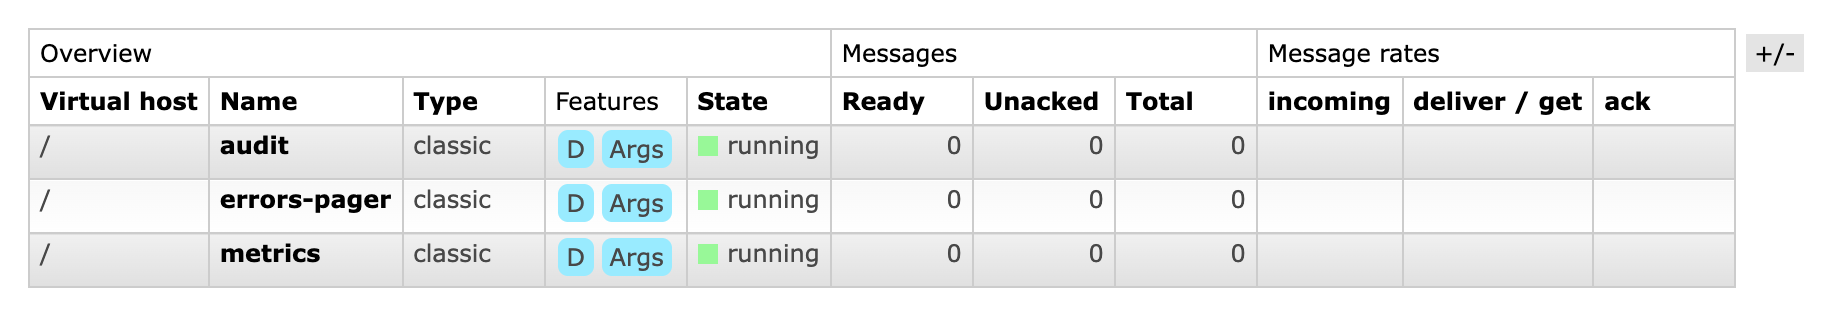 Overview Messages Message rates +/-
Virtual host Name Type Features State Ready Unacked Total incoming deliver / get ack
/ audit classic D Args running 0 0 0
/ errors-pager classic D Args running 0 0 0
/ metrics classic D Args running 0 0 0